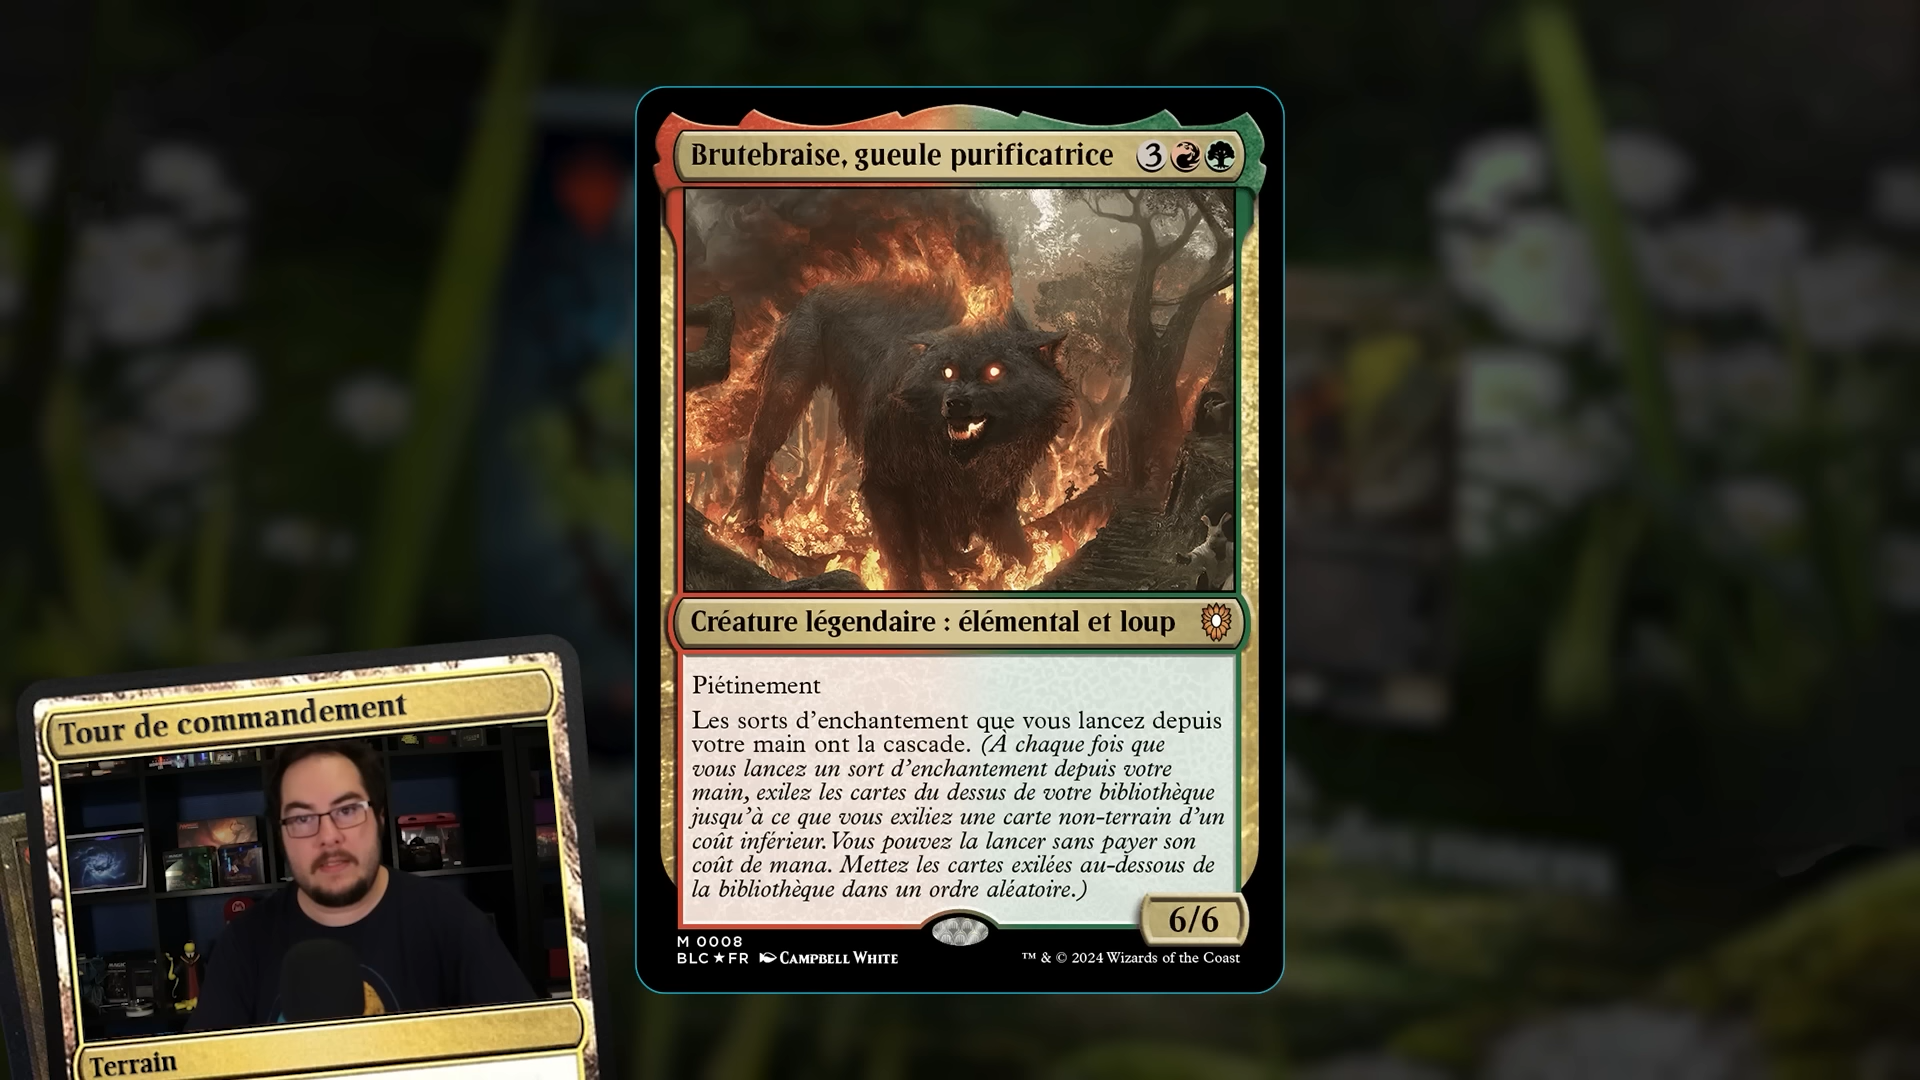 Brutebraise, gueule purificatrice 3
Créature légendaire : élémental et loup
Piétinement
Les sorts d'enchantement que vous lancez depuis
votre main ont la cascade. (À chaque fois que
vous lancez un sort d'enchantement depuis votre
main, exilez les cartes du dessus de votre bibliothèque
jusqu'à ce que vous exiliez une carte non-terrain d'un
coût inférieur. Vous pouvez la lancer sans payer son
coût de mana. Mettez les cartes exilées au-dessous de
la bibliothèque dans un ordre aléatoire.)
6/6
M 0008
BLC ★ FR Campbell White
™ & © 2024 Wizards of the Coast
Tour de commandement
Terrain